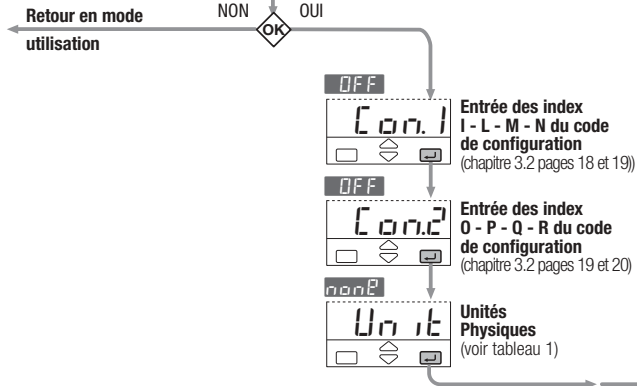 Retour en mode
utilisation
NON
OUI
OK
OFF
Con.1
Entrée des index
I - L - M - N du code
de configuration
(chapitre 3.2 pages 18 et 19))
OFF
Con.2
Entrée des index
O - P - Q - R du code
de configuration
(chapitre 3.2 pages 19 et 20)
nonE
Unit
Unités
Physiques
(voir tableau 1)